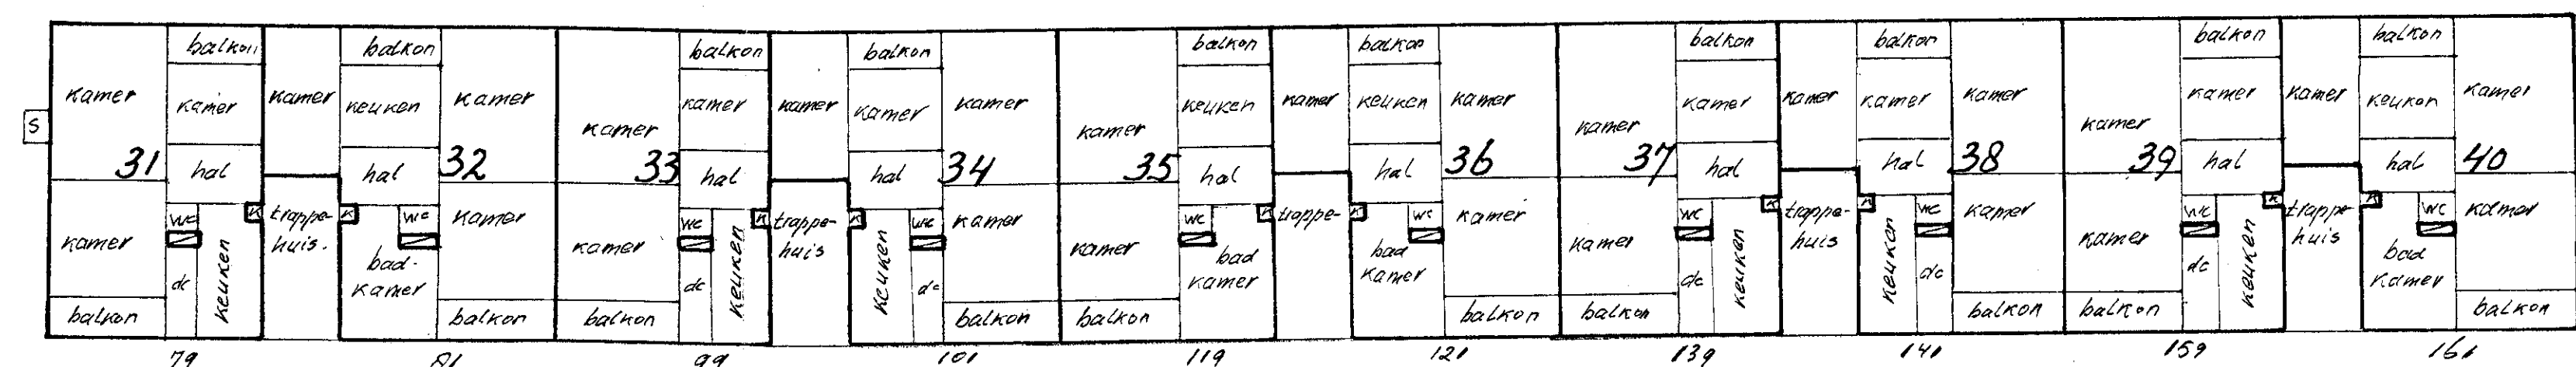 balkon balkon balkon balkon balkon balkon balkon balkon balkon balkon
kamer kamer kamer keuken kamer kamer kamer kamer kamer keuken kamer keuken kamer kamer kamer kamer kamer kamer kamer keuken kamer
S
kamer kamer kamer kamer
31 hal hal 32 33 hal hal 34 35 hal hal 36 37 hal hal 38 39 hal hal 40
wc K trappe- K wc kamer wc K trappe- K wc kamer wc K trappe- K wc kamer wc K trappe- K wc kamer wc K trappe- K wc kamer
kamer huis. kamer huis kamer kamer huis kamer huis
dc keuken bad- dc keuken keuken dc bad bad dc keuken keuken dc dc keuken bad
kamer kamer kamer kamer
balkon balkon balkon balkon balkon balkon balkon balkon balkon balkon
79 81 99 101 119 121 139 141 159 161